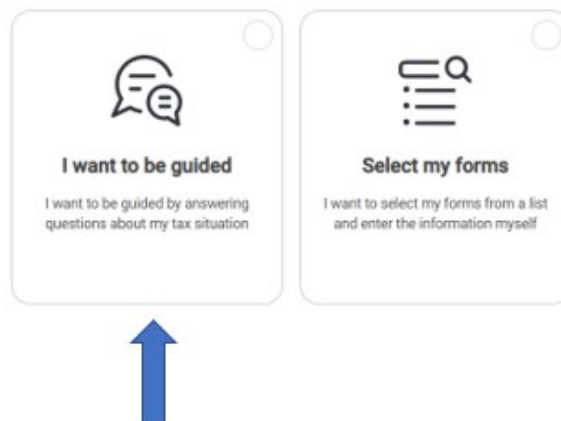 I want to be guided
I want to be guided by answering
questions about my tax situation
Select my forms
I want to select my forms from a list
and enter the information myself